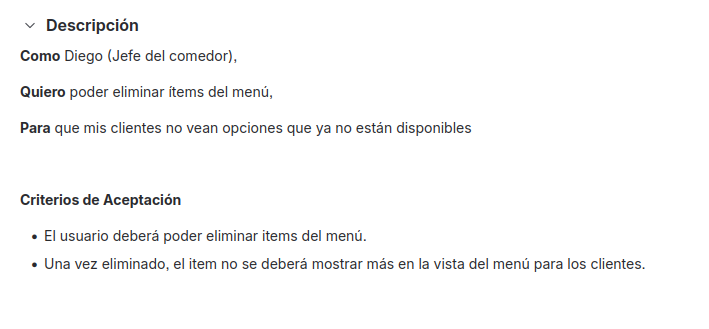 Descripción
Como Diego (Jefe del comedor),
Quiero poder eliminar ítems del menú,
Para que mis clientes no vean opciones que ya no están disponibles
Criterios de Aceptación
• El usuario deberá poder eliminar items del menú.
• Una vez eliminado, el item no se deberá mostrar más en la vista del menú para los clientes.